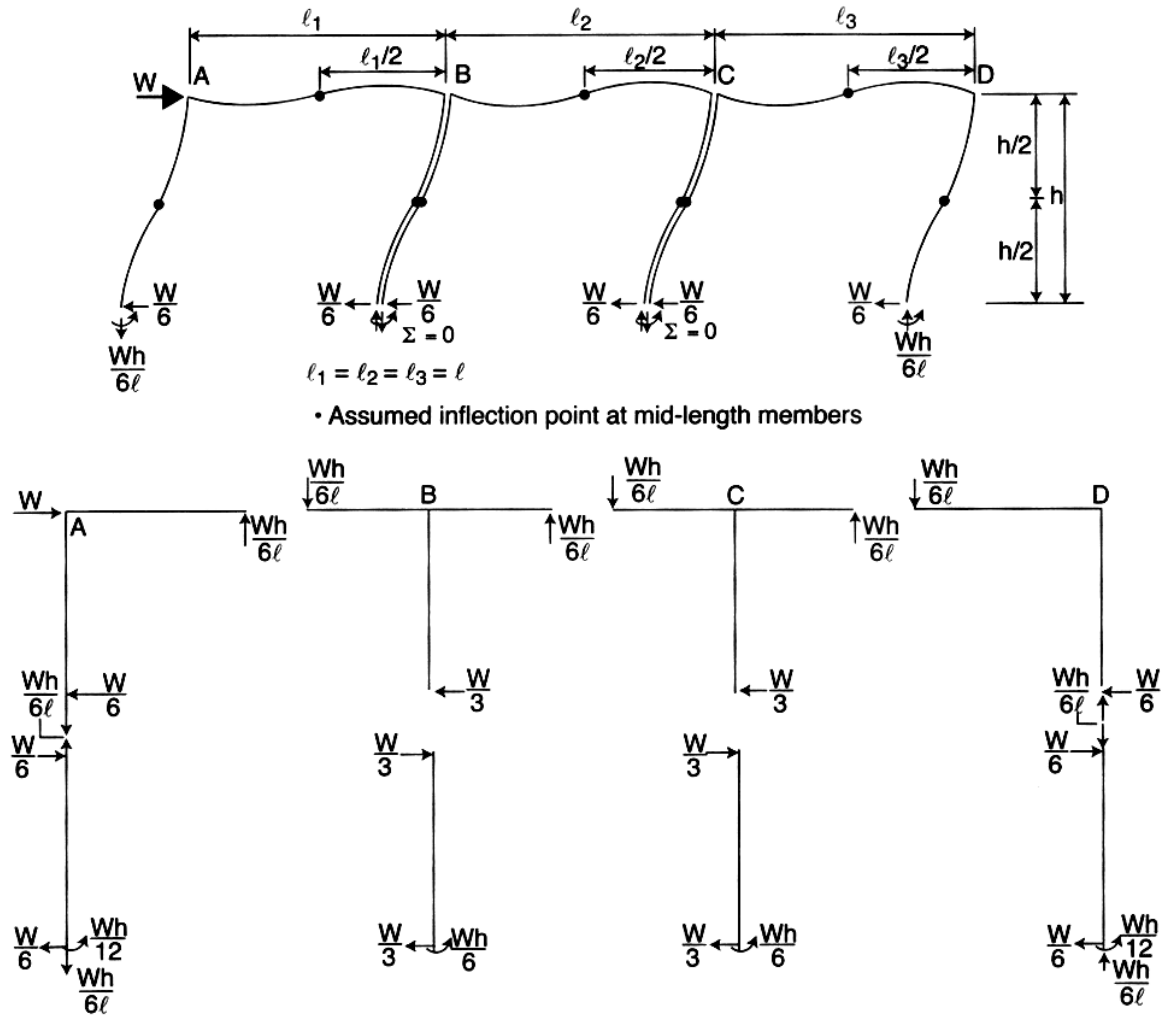 ℓ₁ ℓ₂ ℓ₃
ℓ₁/2 ℓ₂/2 ℓ₃/2
W A B C D
h/2
h
h/2
W/6 W/6 W/6 W/6 W/6 W/6
Σ = 0 Σ = 0
Wh/6ℓ Wh/6ℓ
ℓ₁ = ℓ₂ = ℓ₃ = ℓ
• Assumed inflection point at mid-length members
Wh/6ℓ Wh/6ℓ Wh/6ℓ
W A B C D
Wh/6ℓ Wh/6ℓ Wh/6ℓ
Wh/6ℓ W/6 W/3 W/3 Wh/6ℓ W/6
W/6 W/3 W/3 W/6
W/6 Wh/12 W/3 Wh/6 W/3 Wh/6 W/6 Wh/12
Wh/6ℓ Wh/6ℓ